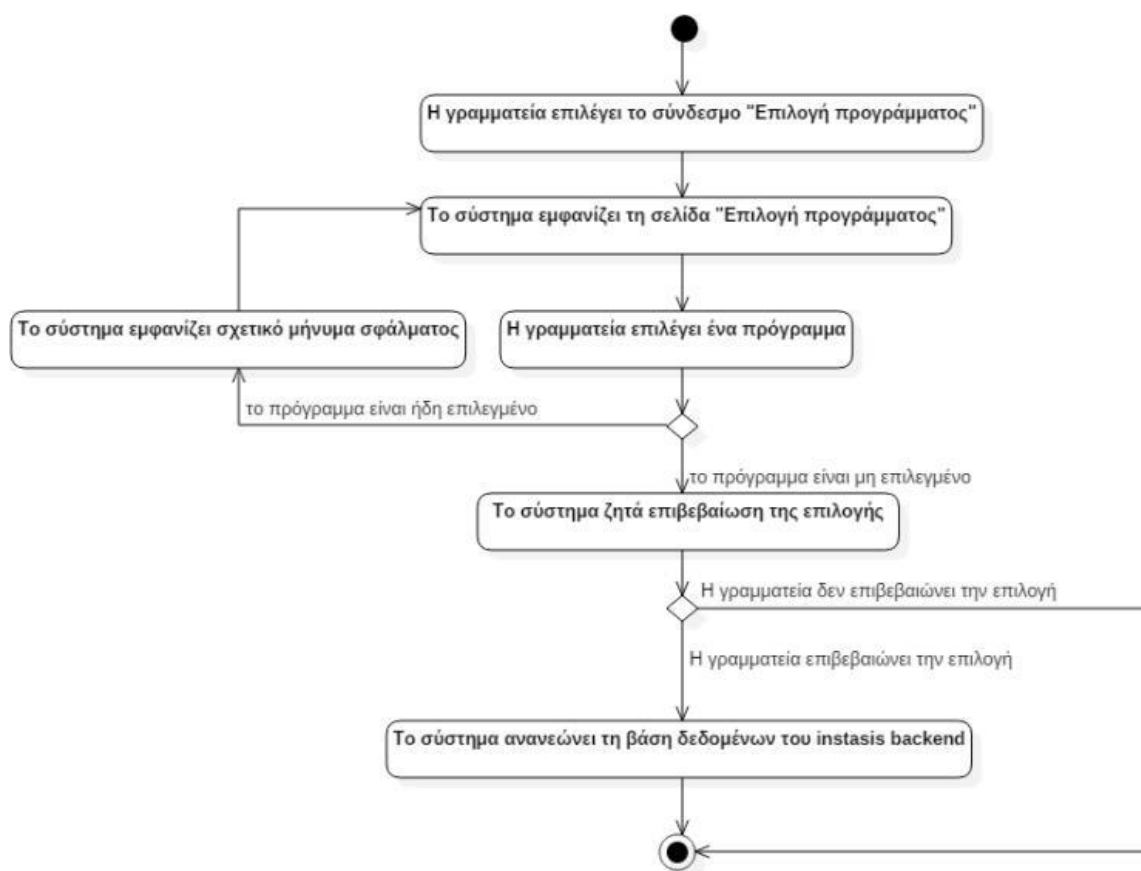 Η γραμματεία επιλέγει το σύνδεσμο "Επιλογή προγράμματος"
Το σύστημα εμφανίζει τη σελίδα "Επιλογή προγράμματος"
Το σύστημα εμφανίζει σχετικό μήνυμα σφάλματος
Η γραμματεία επιλέγει ένα πρόγραμμα
το πρόγραμμα είναι ήδη επιλεγμένο
το πρόγραμμα είναι μη επιλεγμένο
Το σύστημα ζητά επιβεβαίωση της επιλογής
Η γραμματεία δεν επιβεβαιώνει την επιλογή
Η γραμματεία επιβεβαιώνει την επιλογή
Το σύστημα ανανεώνει τη βάση δεδομένων του instasis backend